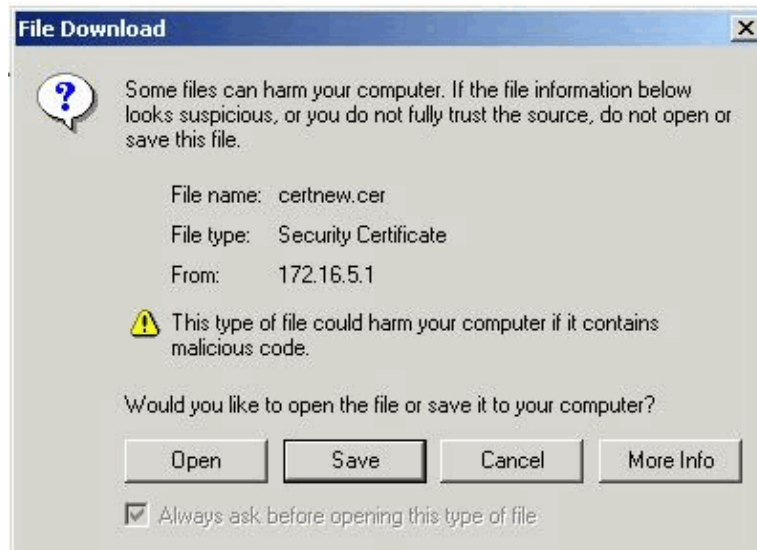 File Download
Some files can harm your computer. If the file information below
looks suspicious, or you do not fully trust the source, do not open or
save this file.
File name: certnew.cer
File type: Security Certificate
From: 172.16.5.1
This type of file could harm your computer if it contains
malicious code.
Would you like to open the file or save it to your computer?
Open Save Cancel More Info
Always ask before opening this type of file